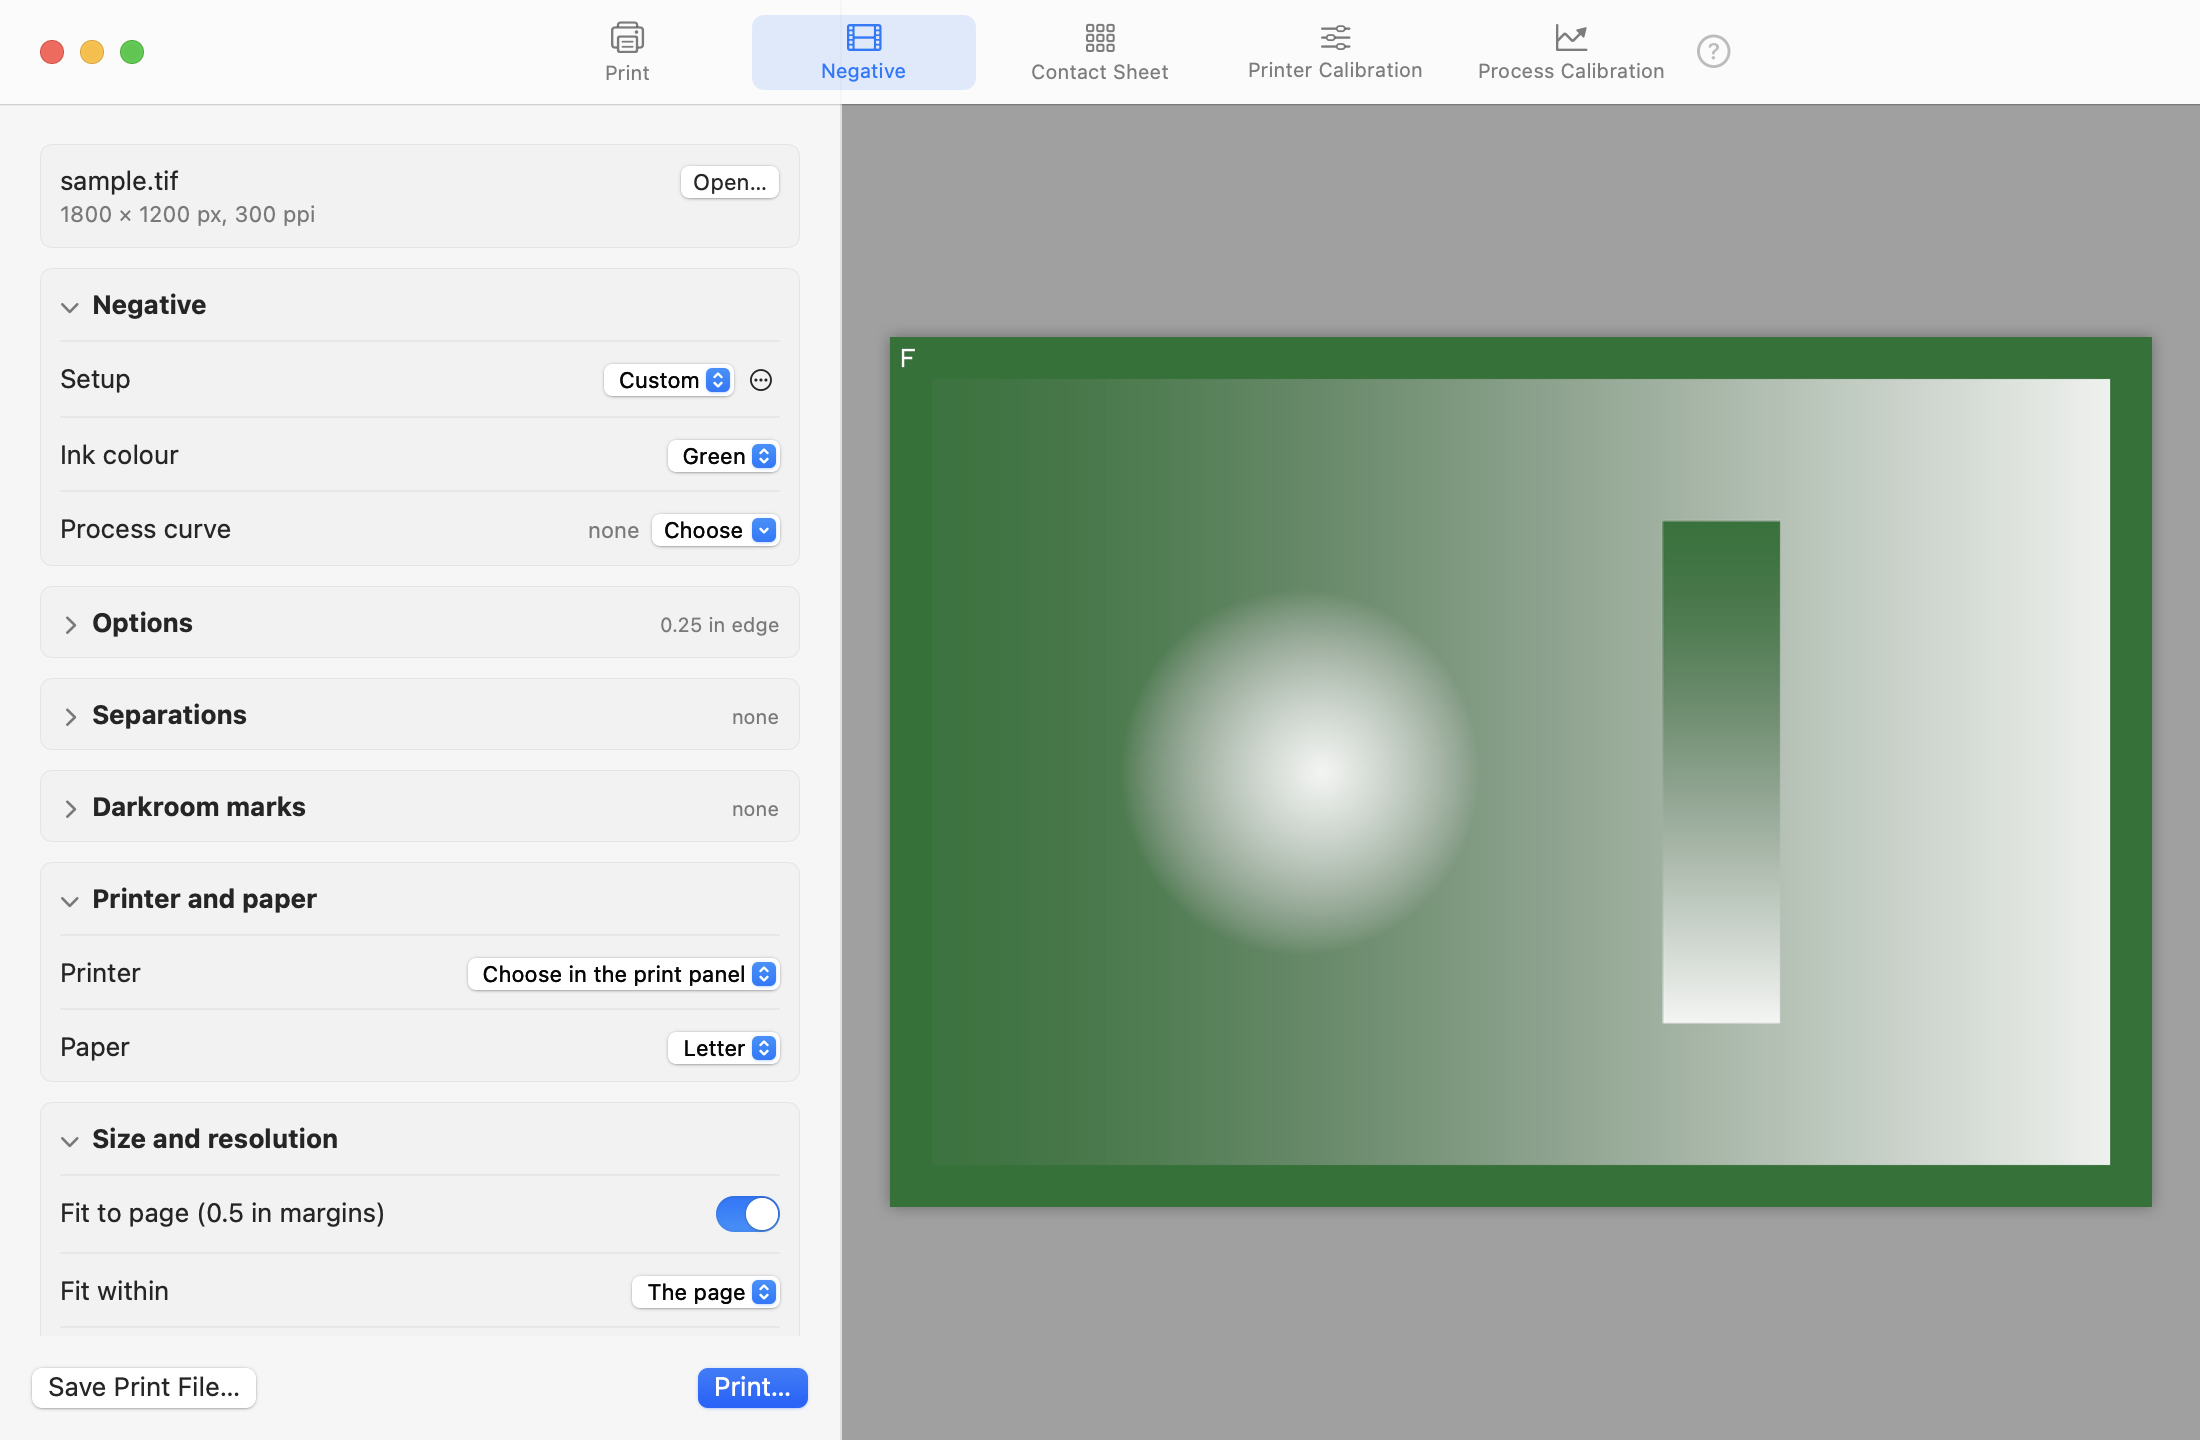 Print
Negative
Contact Sheet
Printer Calibration
Process Calibration
?
sample.tif
Open...
1800 × 1200 px, 300 ppi
Negative
Setup
Custom
Ink colour
Green
Process curve
none
Choose
Options
0.25 in edge
Separations
none
Darkroom marks
none
Printer and paper
Printer
Choose in the print panel
Paper
Letter
Size and resolution
Fit to page (0.5 in margins)
Fit within
The page
Save Print File...
Print...
F